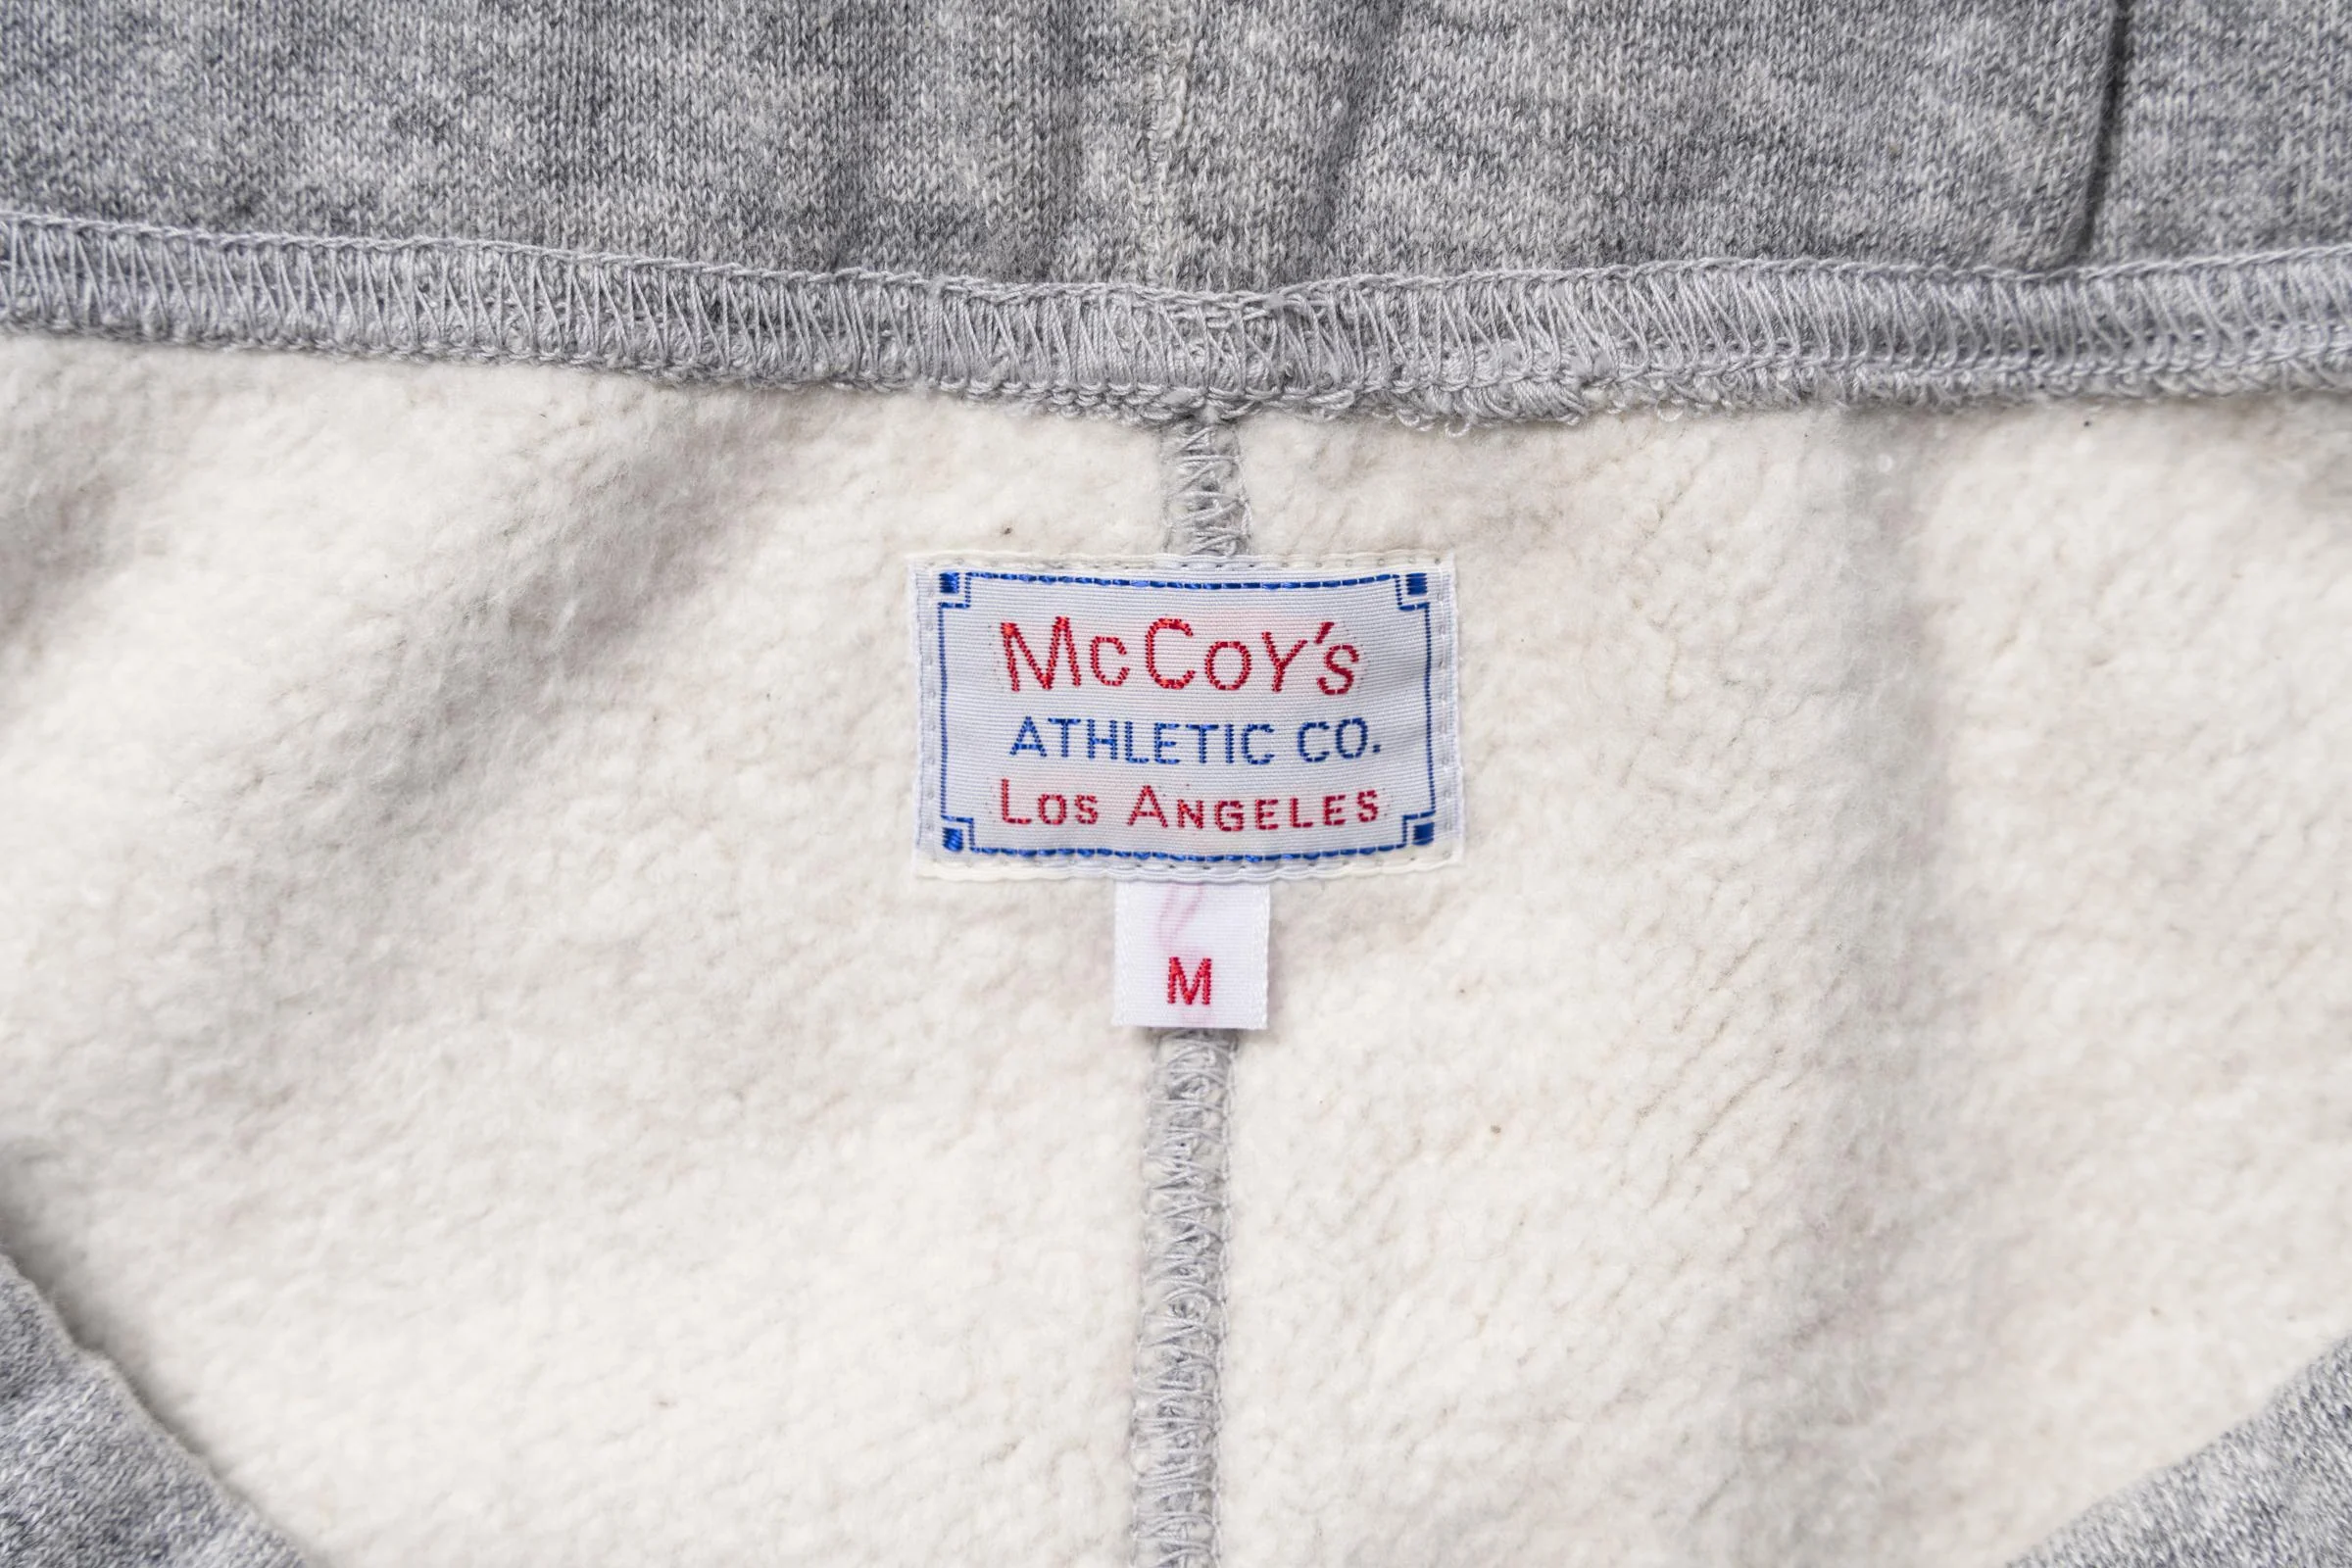 McCoy's
ATHLETIC CO.
Los Angeles
M